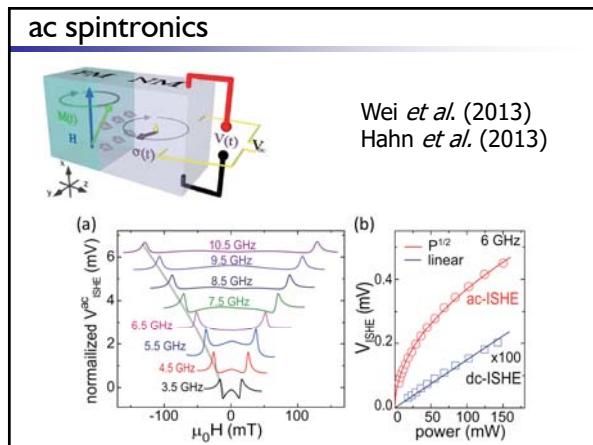 ac spintronics
FM NM
M(t)
H
σ(t)
V(t)
x
y
z
Wei et al. (2013)
Hahn et al. (2013)
(a)
normailized V^ac_ISHE (mV)
6
4
2
0
10.5 GHz
9.5 GHz
8.5 GHz
7.5 GHz
6.5 GHz
5.5 GHz
4.5 GHz
3.5 GHz
-100 0 100
μ₀H (mT)
(b)
V_ISHE (mV)
0.4
0.2
0.0
P^1/2 6 GHz
linear
ac-ISHE
x100
dc-ISHE
0 50 100 150
power (mW)